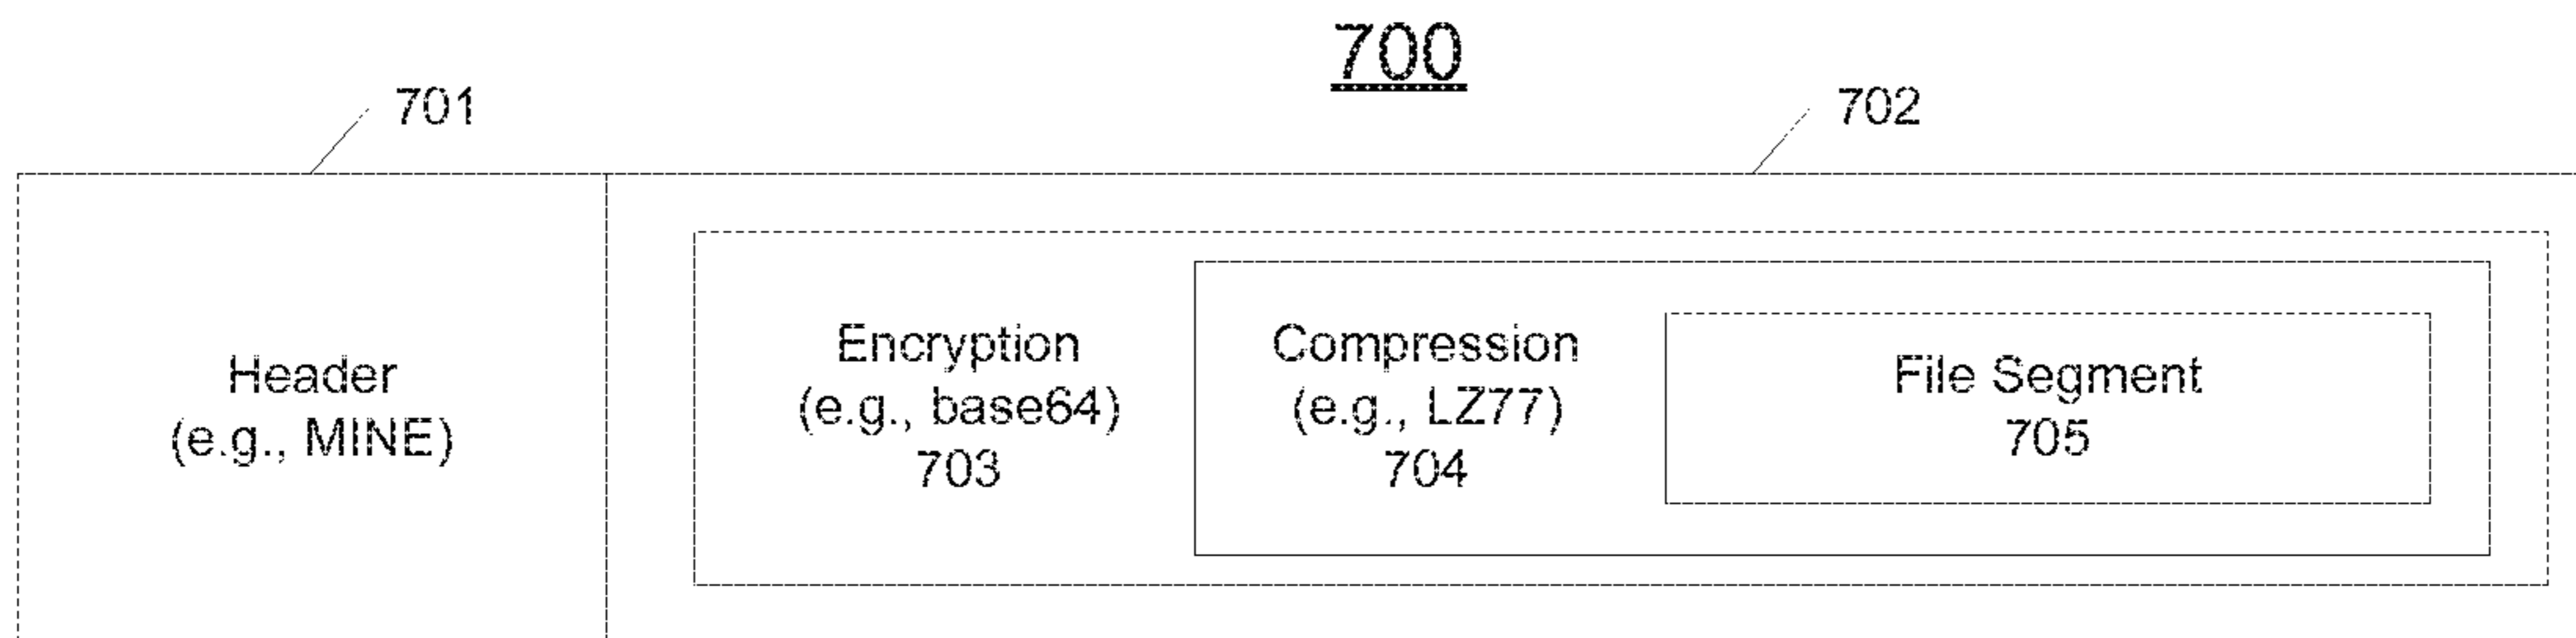 700
701
702
Header
(e.g., MINE)
Encryption
(e.g., base64)
703
Compression
(e.g., LZ77)
704
File Segment
705